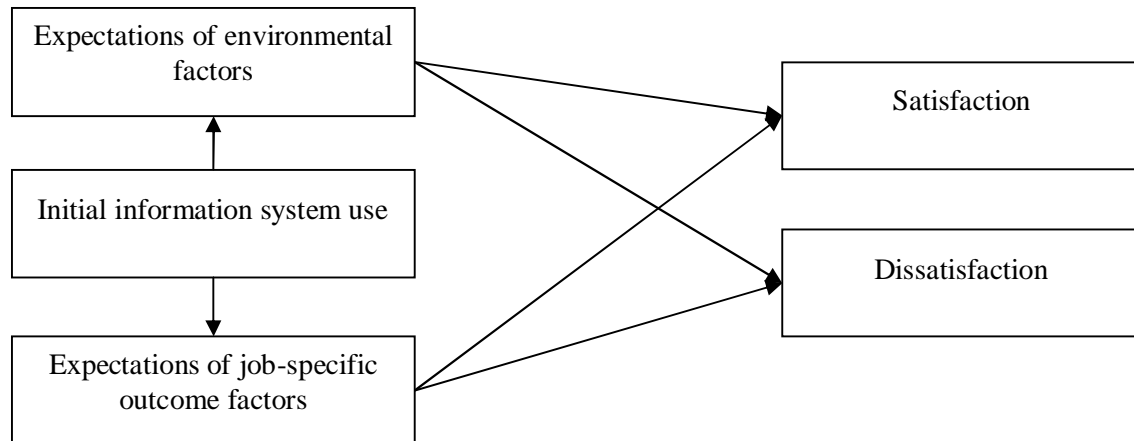 Expectations of environmental
factors
Satisfaction
Initial information system use
Dissatisfaction
Expectations of job-specific
outcome factors